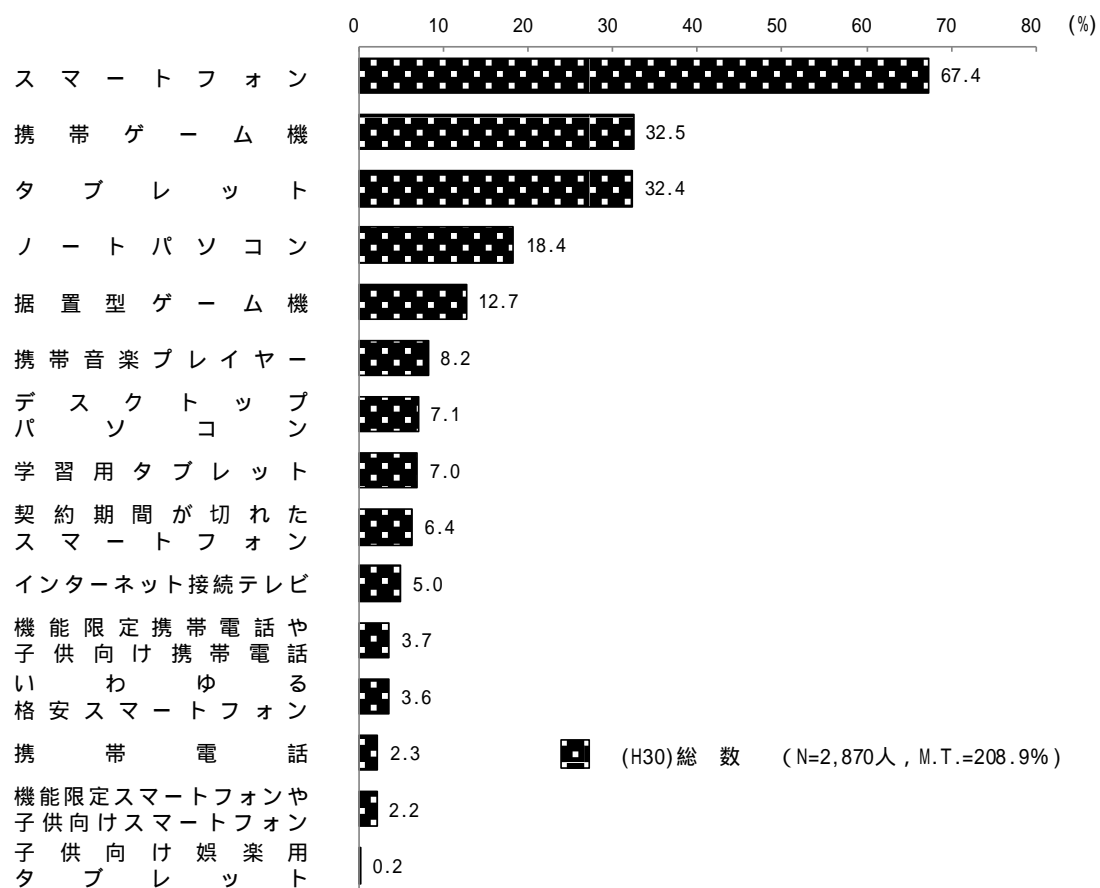 0 10 20 30 40 50 60 70 80 (%)
スマートフォン 67.4
携帯ゲーム機 32.5
タブレット 32.4
ノートパソコン 18.4
据置型ゲーム機 12.7
携帯音楽プレイヤー 8.2
デスクトップ
パソコン 7.1
学習用タブレット 7.0
契約期間が切れた
スマートフォン 6.4
インターネット接続テレビ 5.0
機能限定携帯電話や
子供向け携帯電話 3.7
いわゆる
格安スマートフォン 3.6
携帯電話 2.3
(H30)総 数 (N=2,870人,M.T.=208.9%)
機能限定スマートフォンや
子供向けスマートフォン 2.2
子供向け娯楽用
タブレット 0.2